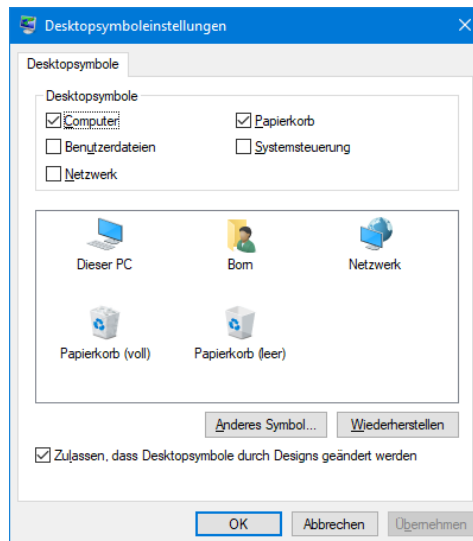 Desktopsymboleinstellungen
Desktopsymbole
Desktopsymbole
Computer
Papierkorb
Benutzerdateien
Systemsteuerung
Netzwerk
Dieser PC
Born
Netzwerk
Papierkorb (voll)
Papierkorb (leer)
Anderes Symbol...
Wiederherstellen
Zulassen, dass Desktopsymbole durch Designs geändert werden
OK
Abbrechen
Übernehmen